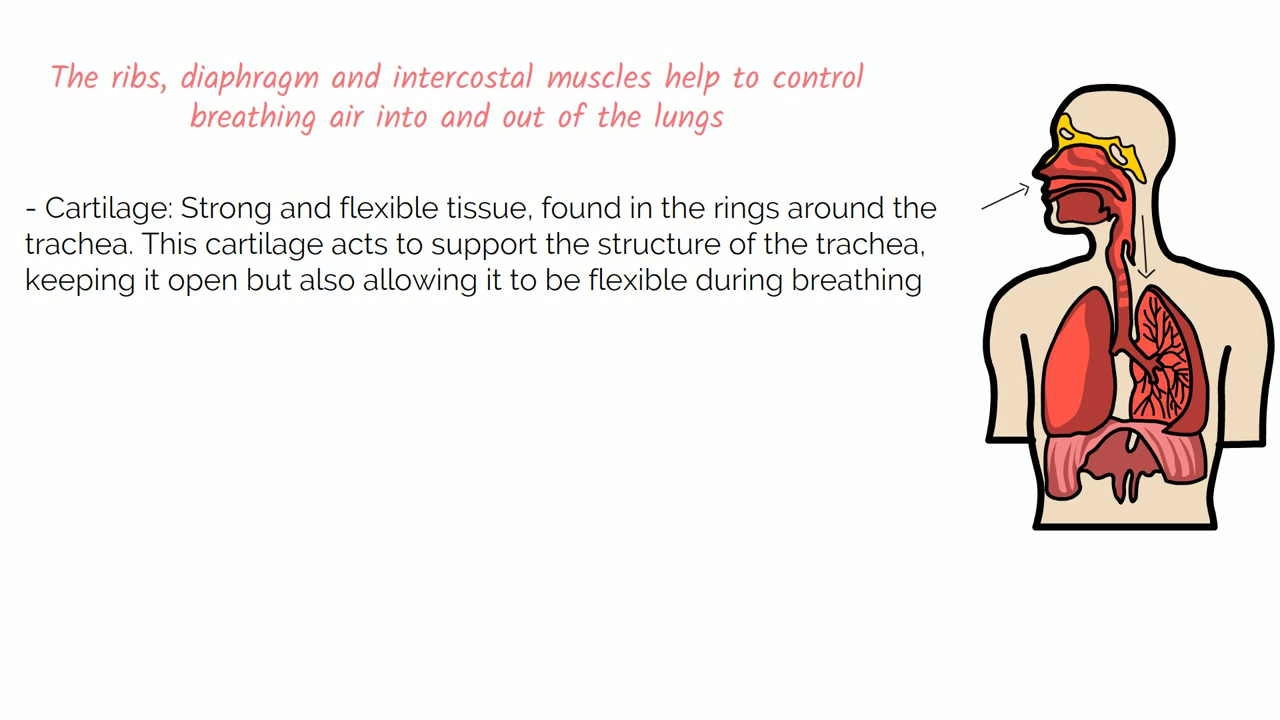 The ribs, diaphragm and intercostal muscles help to control
breathing air into and out of the lungs
- Cartilage: Strong and flexible tissue, found in the rings around the
trachea. This cartilage acts to support the structure of the trachea,
keeping it open but also allowing it to be flexible during breathing